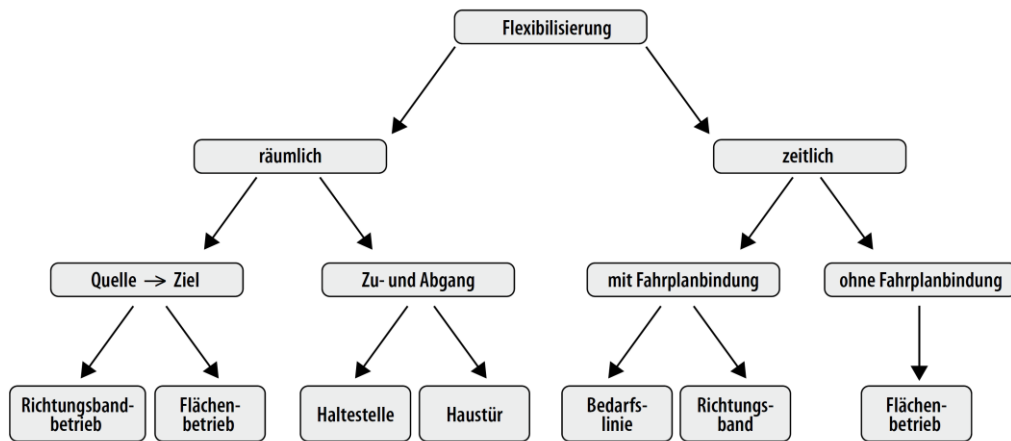 Flexibilisierung
räumlich
zeitlich
Quelle → Ziel
Zu- und Abgang
mit Fahrplanbindung
ohne Fahrplanbindung
Richtungsband-
betrieb
Flächen-
betrieb
Haltestelle
Haustür
Bedarfs-
linie
Richtungs-
band
Flächen-
betrieb